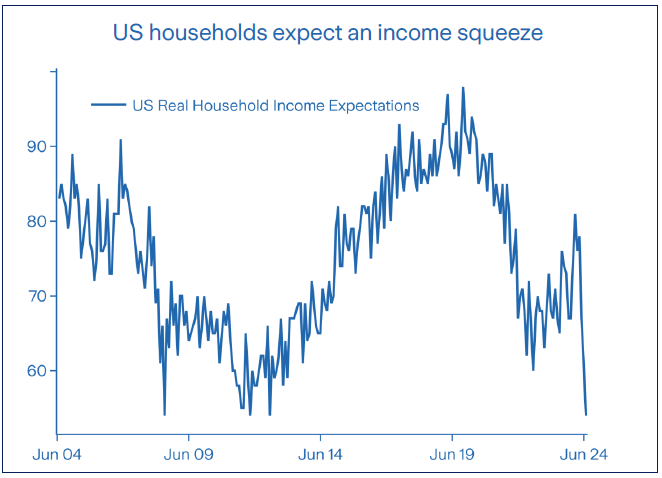 US households expect an income squeeze
US Real Household Income Expectations
90
80
70
60
Jun 04 Jun 09 Jun 14 Jun 19 Jun 24